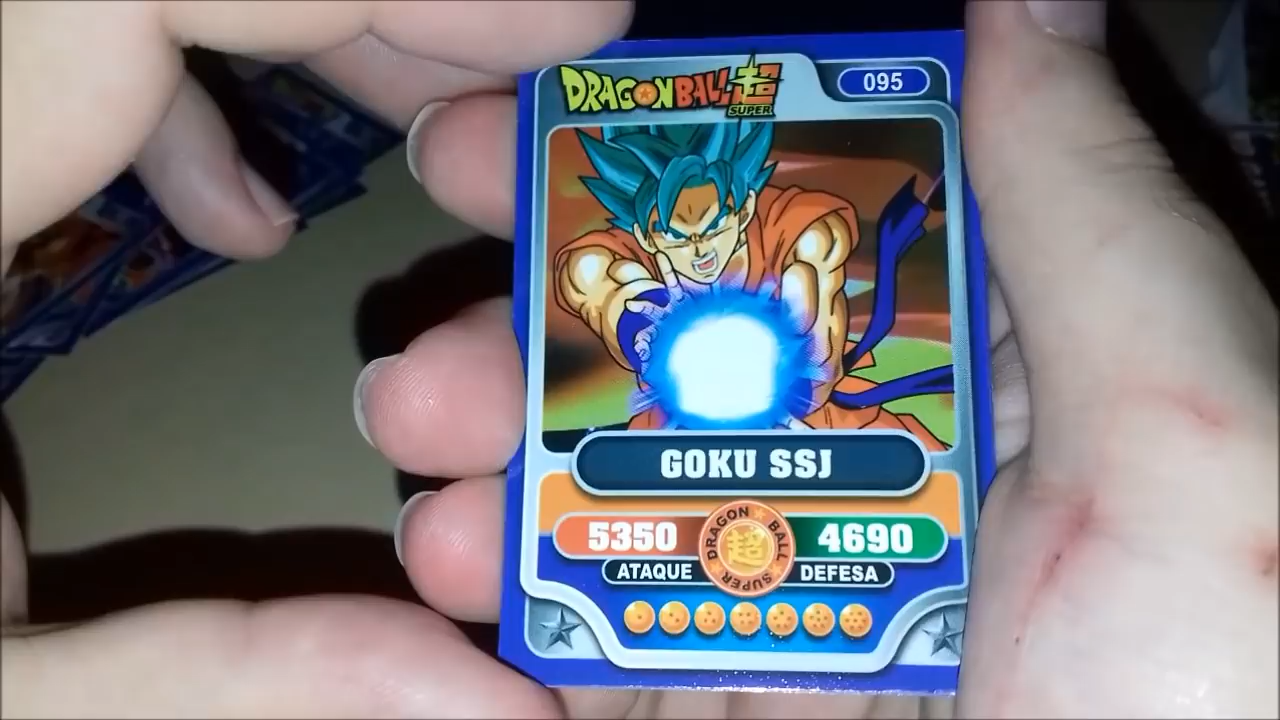 DRAGON BALL 超
SUPER
095
GOKU SSJ
5350
4690
ATAQUE
DEFESA
DRAGON BALL SUPER
超